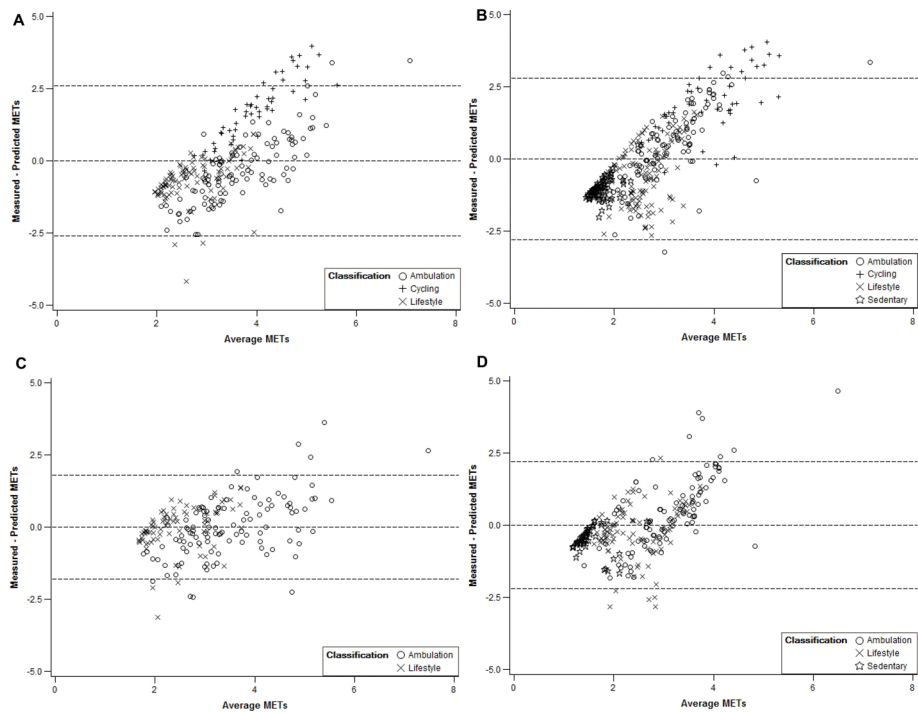 A
5.0
2.5
0.0
-2.5
-5.0
Measured - Predicted METs
0 2 4 6 8
Average METs
Classification
Ambulation
Cycling
Lifestyle
B
5.0
2.5
0.0
-2.5
-5.0
Measured - Predicted METs
0 2 4 6 8
Average METs
Classification
Ambulation
Cycling
Lifestyle
Sedentary
C
5.0
2.5
0.0
-2.5
-5.0
Measured - Predicted METs
0 2 4 6 8
Average METs
Classification
Ambulation
Lifestyle
D
5.0
2.5
0.0
-2.5
-5.0
Measured - Predicted METs
0 2 4 6 8
Average METs
Classification
Ambulation
Lifestyle
Sedentary